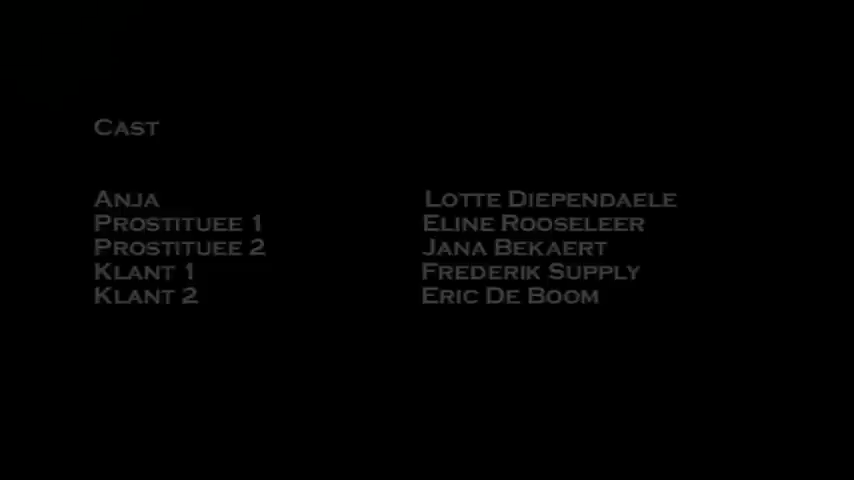 Cast
Anja Lotte Diependaele
Prostituee 1 Eline Rooseleer
Prostituee 2 Jana Bekaert
Klant 1 Frederik Supply
Klant 2 Eric De Boom